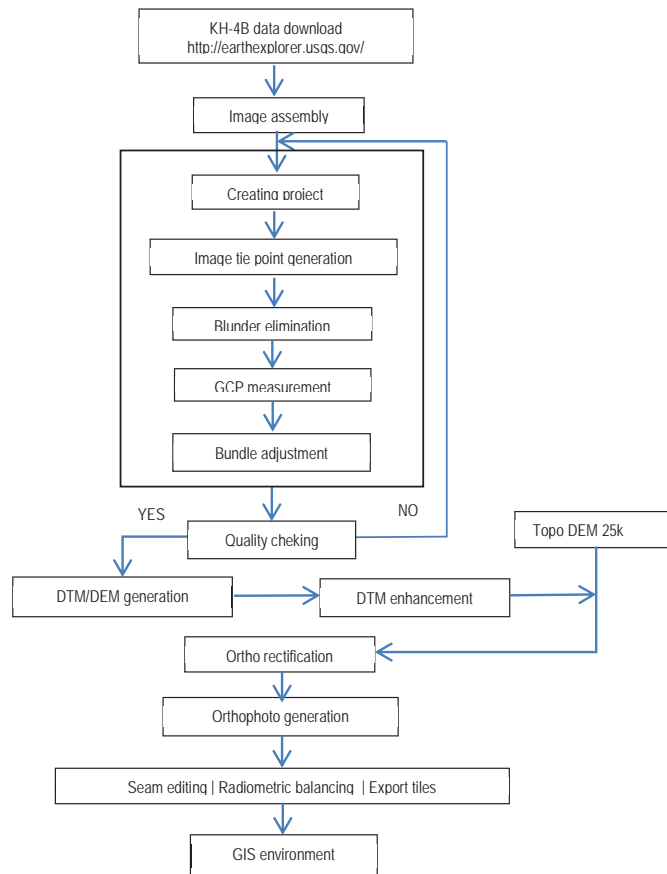 KH-4B data download
http://earthexplorer.usgs.gov/
Image assembly
Creating project
Image tie point generation
Blunder elimination
GCP measurement
Bundle adjustment
YES
NO
Quality cheking
Topo DEM 25k
DTM/DEM generation
DTM enhancement
Ortho rectification
Orthophoto generation
Seam editing | Radiometric balancing | Export tiles
GIS environment